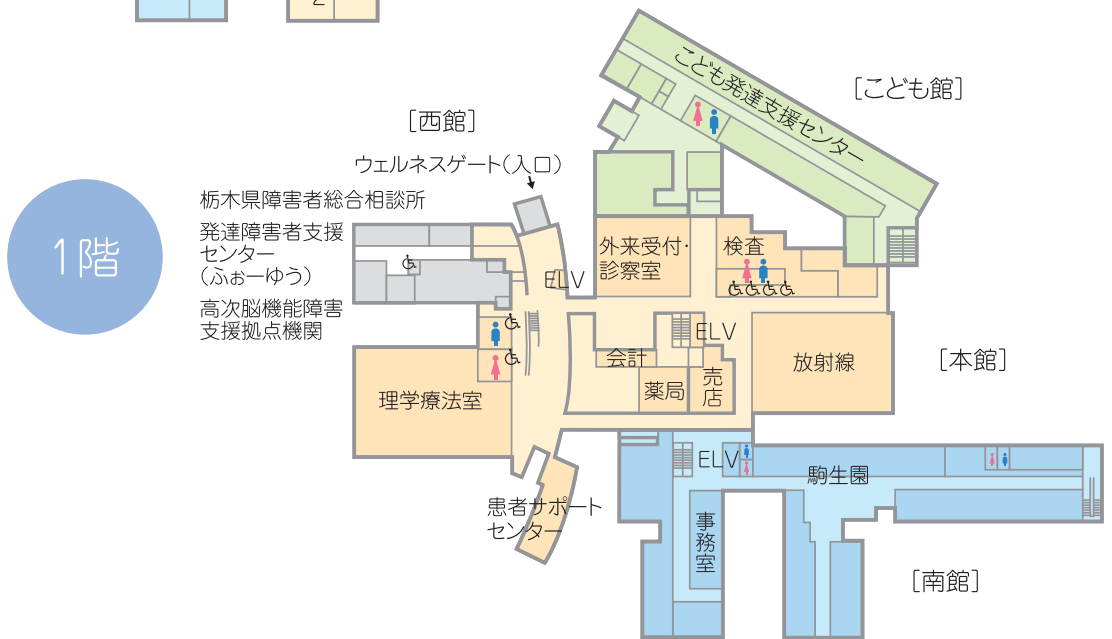 2
[こども館]
こども発達支援センター
[西館]
ウェルネスゲート(入口)
栃木県障害者総合相談所
発達障害者支援
センター
(ふぉーゆう)
高次脳機能障害
支援拠点機関
1階
外来受付・
診察室
検査
ELV
ELV
会計
薬局
売店
放射線
[本館]
理学療法室
患者サポート
センター
ELV
駒生園
事務室
[南館]